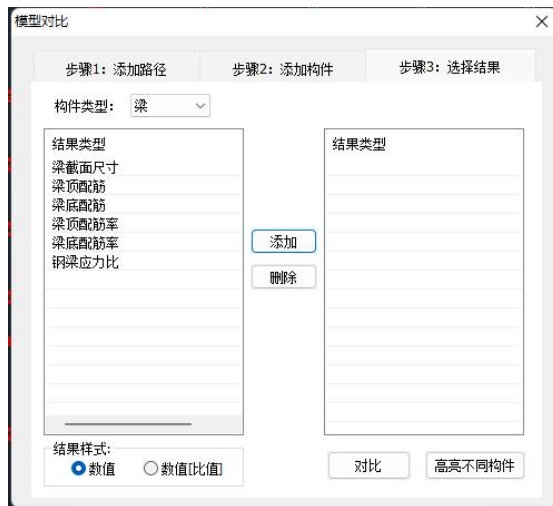 模型对比
步骤1：添加路径
步骤2：添加构件
步骤3：选择结果
构件类型：
梁
结果类型
梁截面尺寸
梁顶配筋
梁底配筋
梁顶配筋率
梁底配筋率
钢梁应力比
添加
删除
结果类型
结果样式:
数值
数值[比值]
对比
高亮不同构件